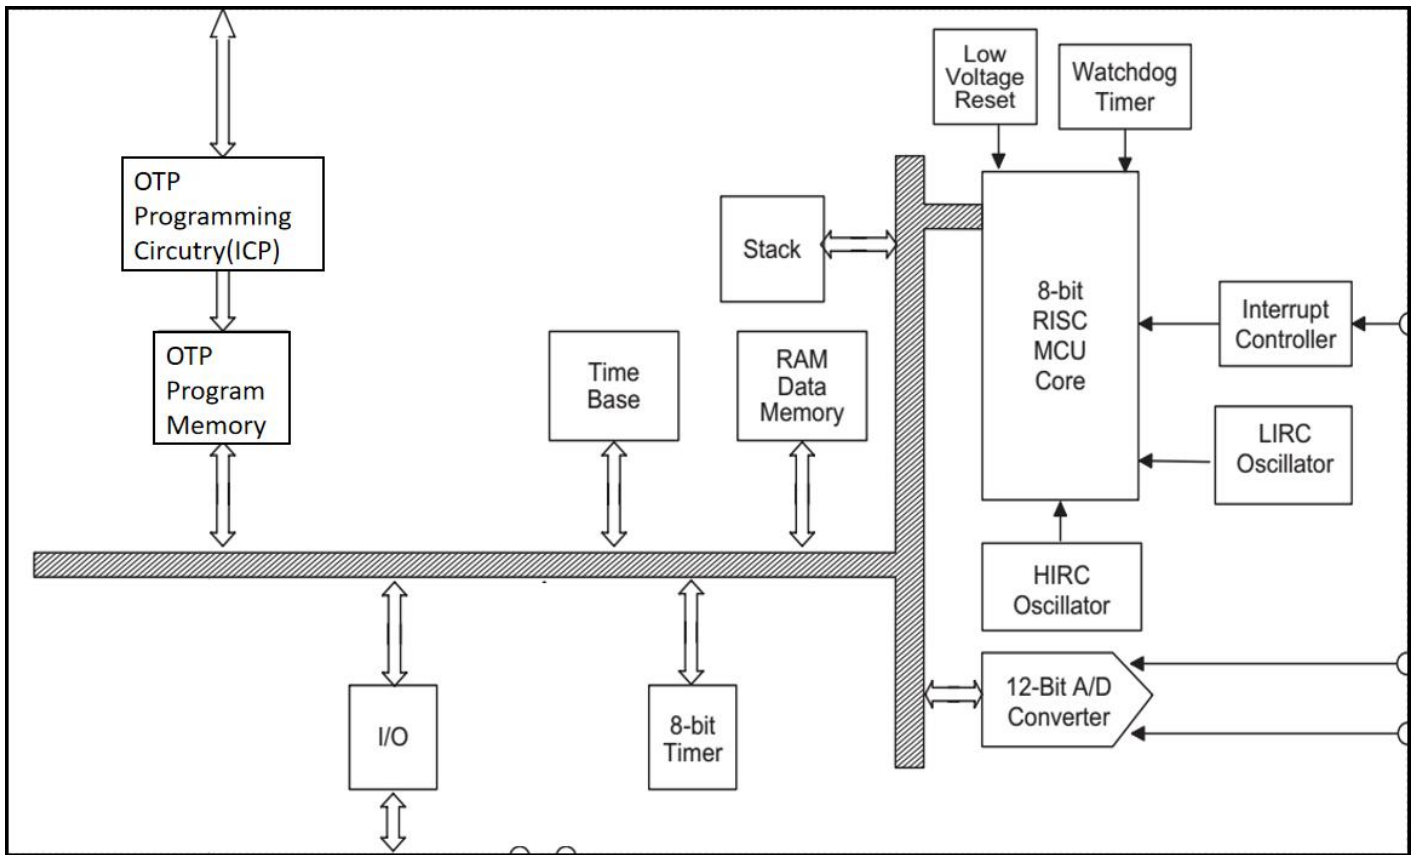 Low
Voltage
Reset
Watchdog
Timer
OTP
Programming
Circutry(ICP)
Stack
8-bit
RISC
MCU
Core
Interrupt
Controller
OTP
Program
Memory
Time
Base
RAM
Data
Memory
LIRC
Oscillator
HIRC
Oscillator
I/O
8-bit
Timer
12-Bit A/D
Converter